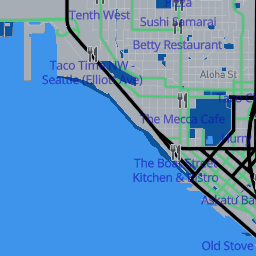 Tenth West
Sushi Samarai
Betty Restaurant
Taco Time NW -
Seattle (Elliott Ave)
Aloha St
The Mecca Cafe
The Boat Street
Kitchen & Bistro
Old Stove